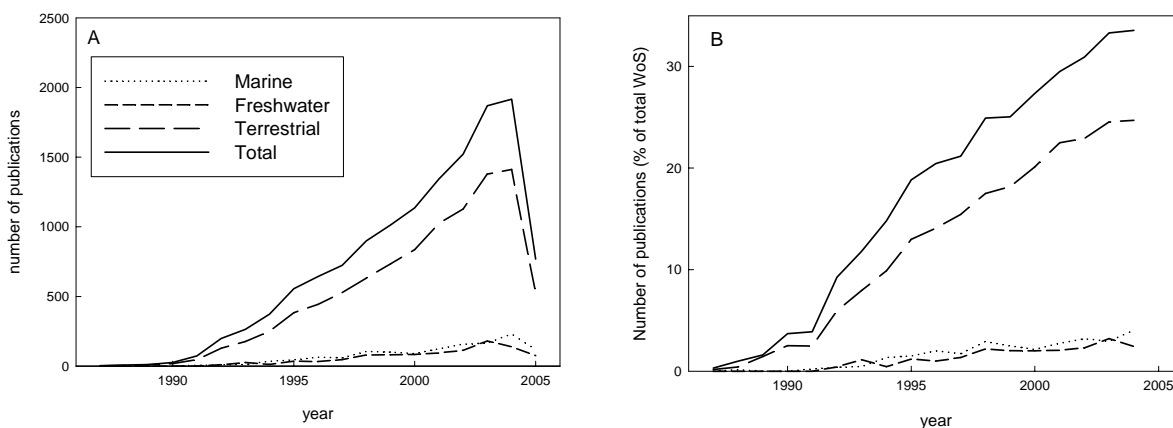 A
number of publications
2500
2000
1500
1000
500
0
Marine
Freshwater
Terrestrial
Total
1990
1995
2000
2005
year
B
Number of publications (% of total WoS)
30
20
10
0
1990
1995
2000
2005
year